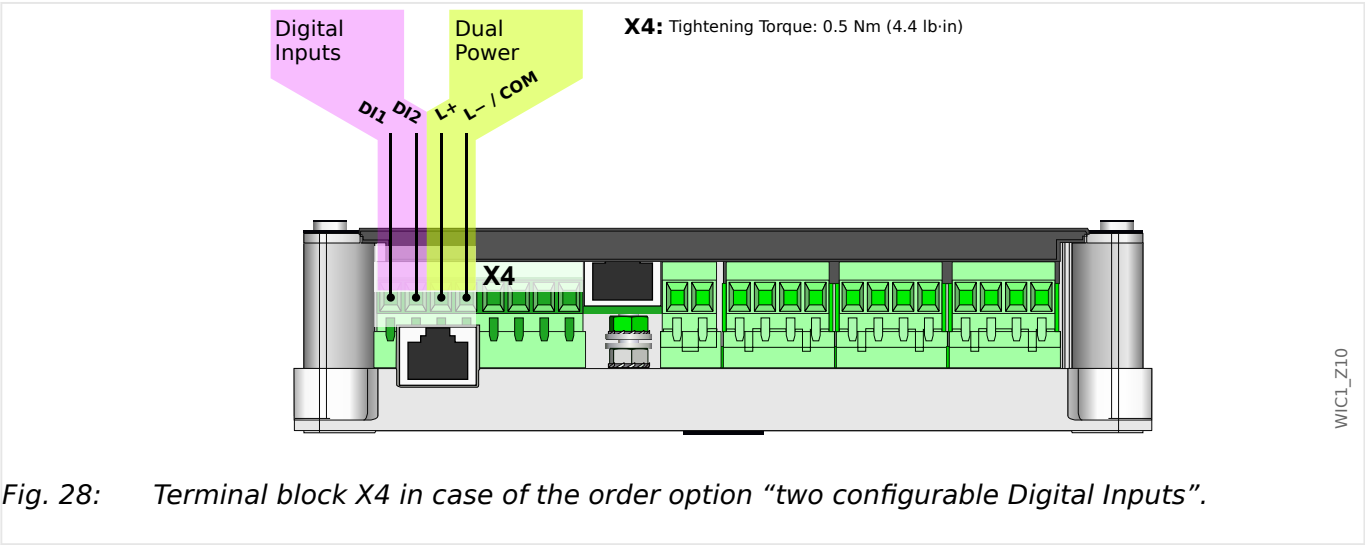 Digital
Inputs
Dual
Power
X4: Tightening Torque: 0.5 Nm (4.4 lb·in)
DI1
DI2
L+
L− / COM
X4
WIC1_Z10
Fig. 28: Terminal block X4 in case of the order option “two configurable Digital Inputs”.